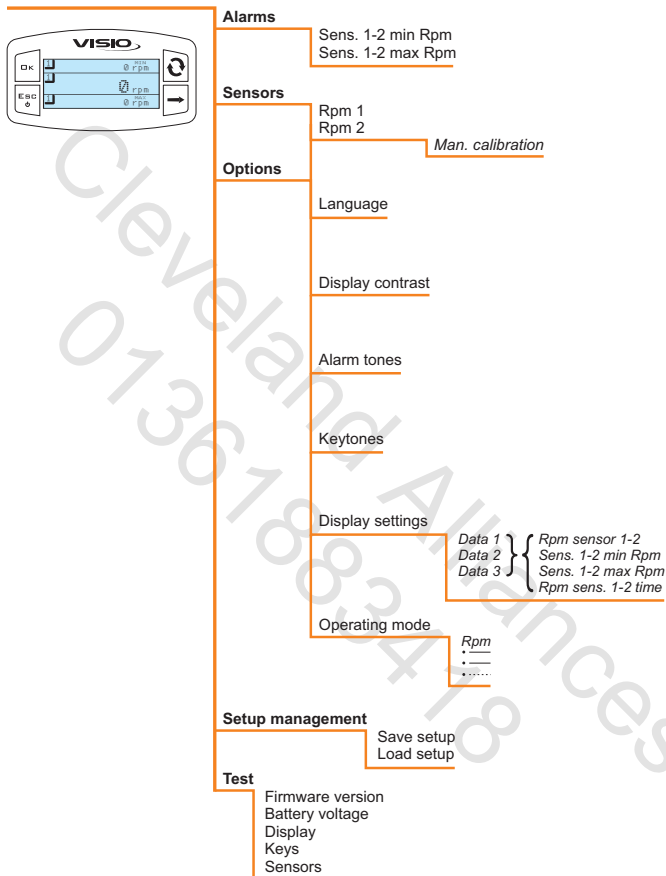 Alarms
Sens. 1-2 min Rpm
Sens. 1-2 max Rpm
VISIO
OK
1
MIN
0 rpm
1
0 rpm
1
MAX
0 rpm
ESC
Sensors
Rpm 1
Rpm 2
Man. calibration
Options
Language
Display contrast
Alarm tones
Keytones
Display settings
Data 1 } { Rpm sensor 1-2
Data 2 Sens. 1-2 min Rpm
Data 3 Sens. 1-2 max Rpm
Rpm sens. 1-2 time
Operating mode
Rpm
Setup management
Save setup
Load setup
Test
Firmware version
Battery voltage
Display
Keys
Sensors
Cleveland Alliances
01361883418